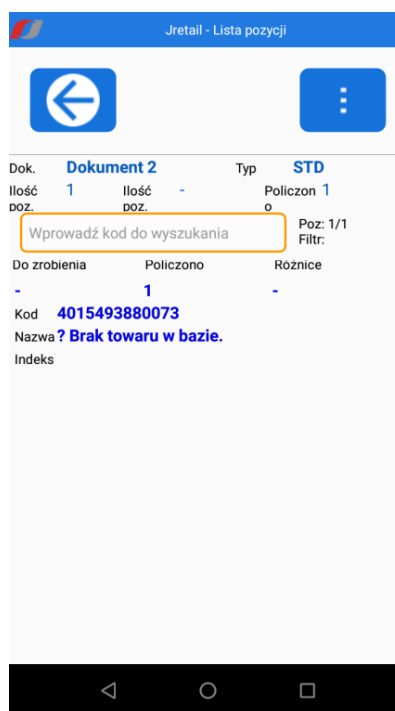 Jretail - Lista pozycji
Dok. Dokument 2 Typ STD
Ilość poz. 1 Ilość poz. - Policzono 1
Wprowadź kod do wyszukania
Poz: 1/1
Filtr:
Do zrobienia Policzono Różnice
- 1 -
Kod 4015493880073
Nazwa ? Brak towaru w bazie.
Indeks